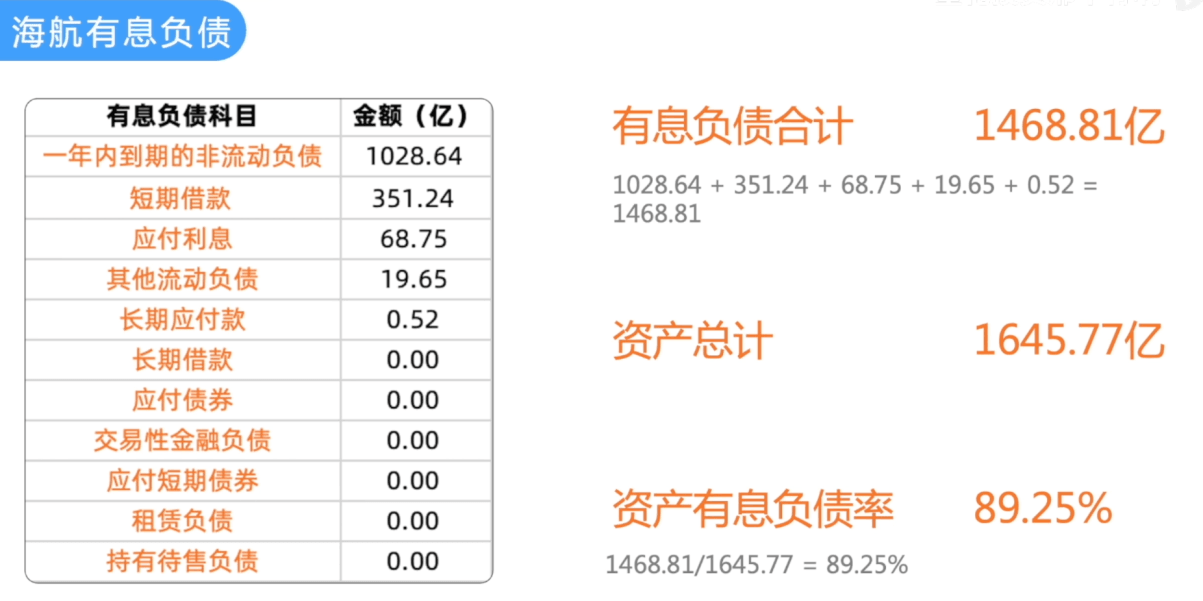 海航有息负债
有息负债科目 金额（亿）
一年内到期的非流动负债 1028.64
短期借款 351.24
应付利息 68.75
其他流动负债 19.65
长期应付款 0.52
长期借款 0.00
应付债券 0.00
交易性金融负债 0.00
应付短期债券 0.00
租赁负债 0.00
持有待售负债 0.00
有息负债合计 1468.81亿
1028.64 + 351.24 + 68.75 + 19.65 + 0.52 =
1468.81
资产总计 1645.77亿
资产有息负债率 89.25%
1468.81/1645.77 = 89.25%